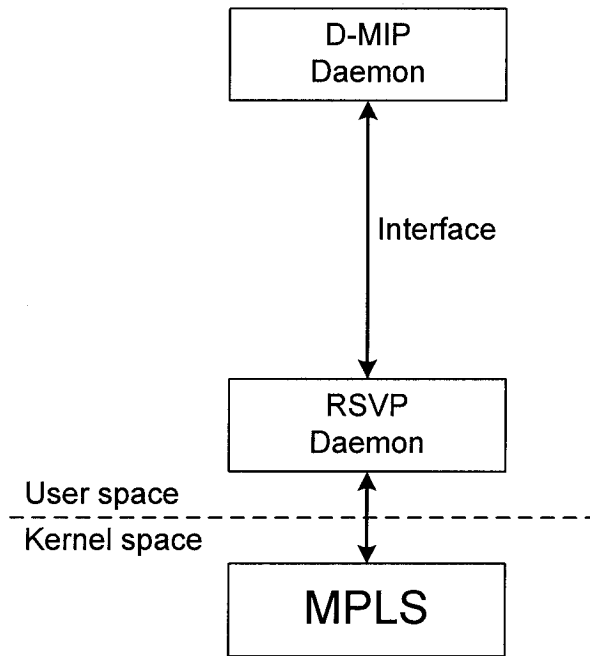 D-MIP
Daemon
Interface
RSVP
Daemon
User space
Kernel space
MPLS